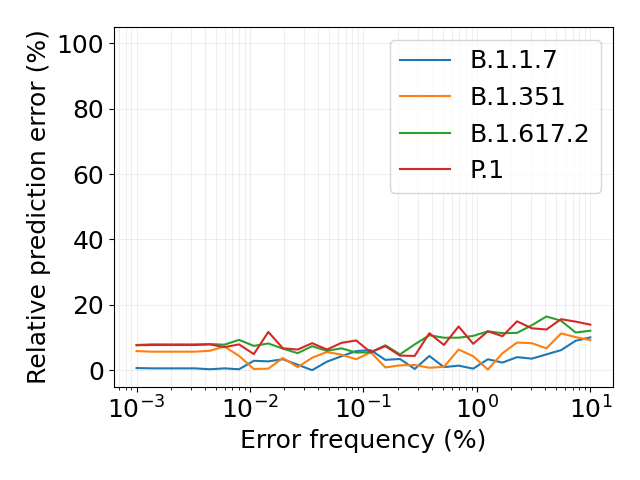 Relative prediction error (%)
100
80
60
40
20
0
B.1.1.7
B.1.351
B.1.617.2
P.1
10⁻³
10⁻²
10⁻¹
10⁰
10¹
Error frequency (%)